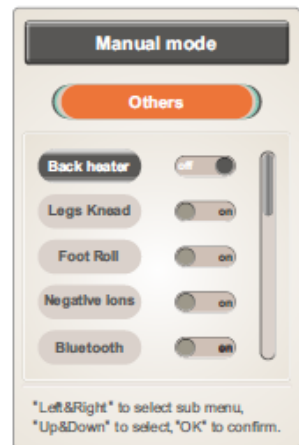 Manual mode
Others
Back heater off
Legs Knead on
Foot Roll on
Negative Ions on
Bluetooth on
"Left&Right" to select sub menu,
"Up&Down" to select, "OK" to confirm.